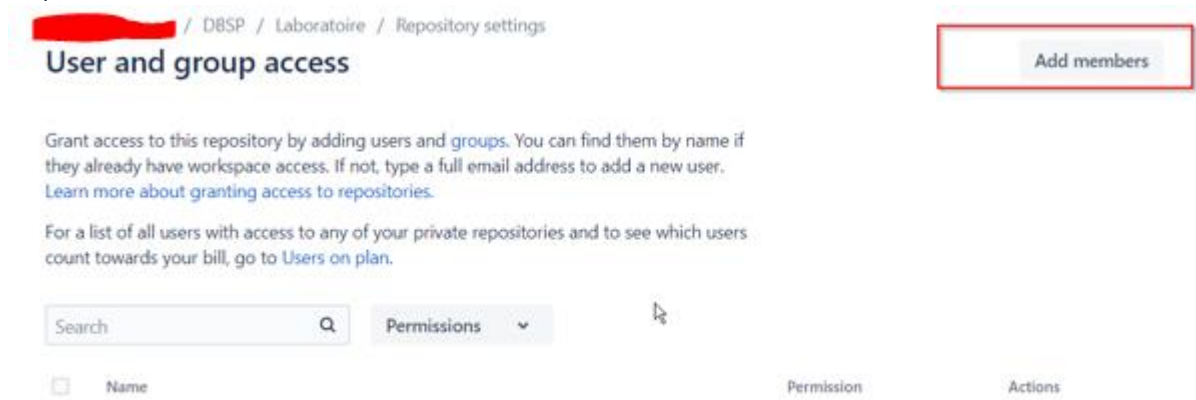 / DBSP / Laboratoire / Repository settings
User and group access
Add members
Grant access to this repository by adding users and groups. You can find them by name if
they already have workspace access. If not, type a full email address to add a new user.
Learn more about granting access to repositories.
For a list of all users with access to any of your private repositories and to see which users
count towards your bill, go to Users on plan.
Search
Permissions
Name
Permission
Actions